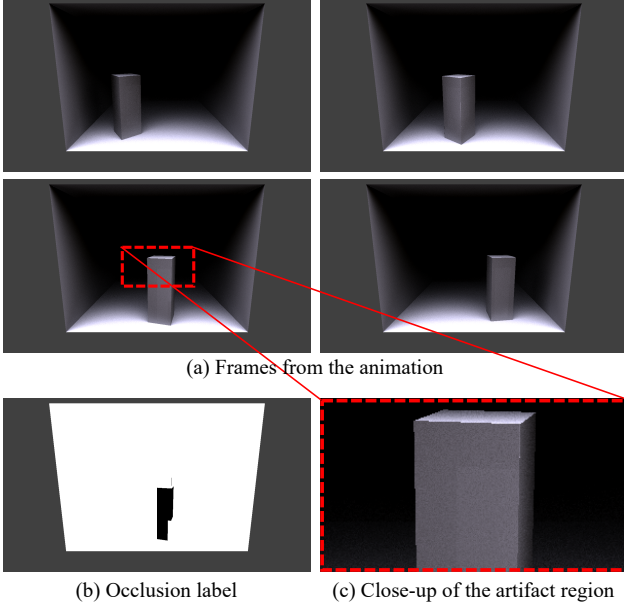 (a) Frames from the animation
(b) Occlusion label
(c) Close-up of the artifact region